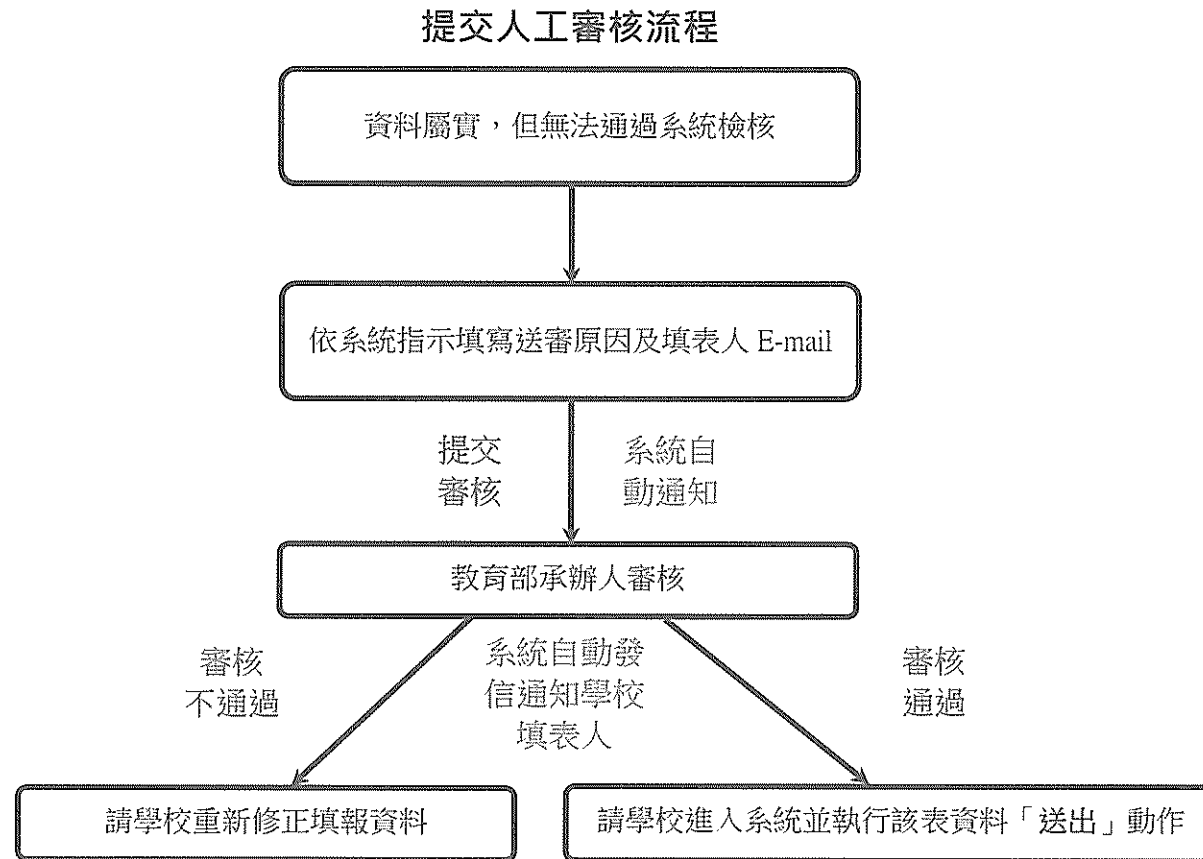 提交人工審核流程
資料屬實，但無法通過系統檢核
依系統指示填寫送審原因及填表人 E-mail
提交
審核
系統自
動通知
教育部承辦人審核
審核
不通過
系統自動發
信通知學校
填表人
審核
通過
請學校重新修正填報資料
請學校進入系統並執行該表資料「送出」動作